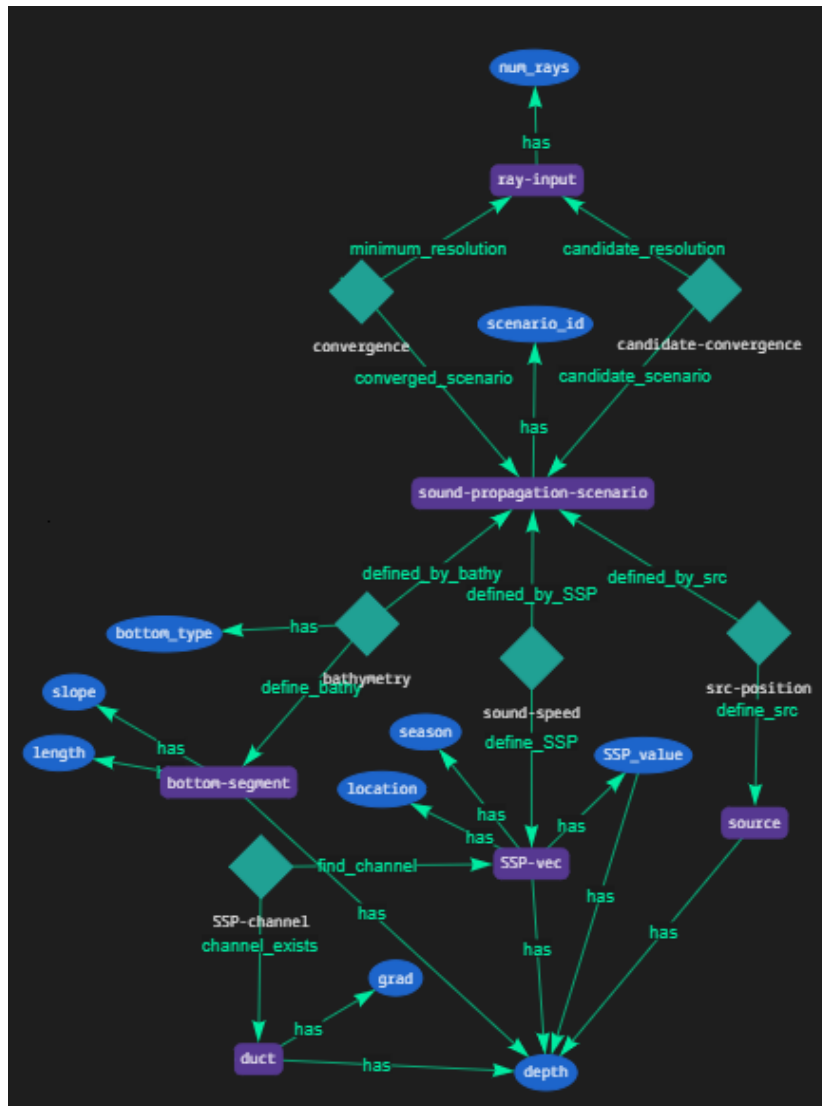 num_rays
has
ray-input
minimum_resolution
candidate_resolution
scenario_id
convergence
candidate-convergence
converged_scenario
candidate_scenario
has
sound-propagation-scenario
defined_by_bathy
defined_by_SSP
defined_by_src
bottom_type
has
bathymetry
define_bathy
slope
src-position
define_src
sound-speed
define_SSP
season
has
length
bottom-segment
location
has
has
SSP_value
has
source
find_channel
SSP-vec
has
SSP-channel
channel_exists
has
has
has
grad
has
duct
has
depth